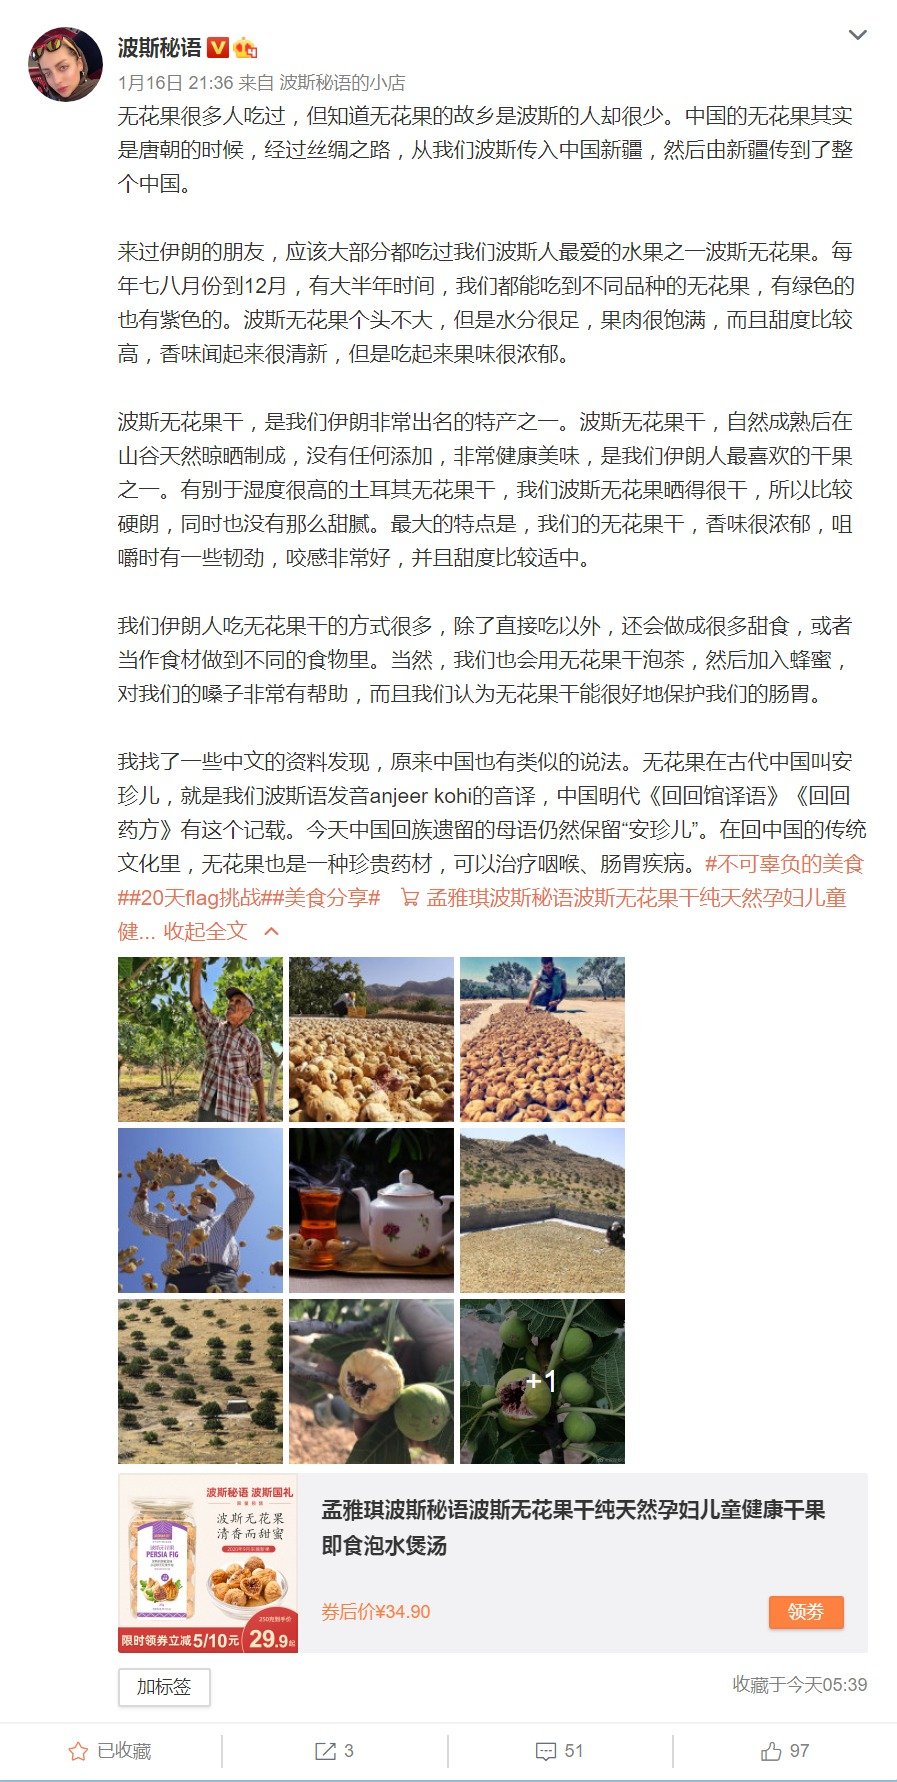 波斯秘语
1月16日 21:36 来自 波斯秘语的小店
无花果很多人吃过，但知道无花果的故乡是波斯的人却很少。中国的无花果其实
是唐朝的时候，经过丝绸之路，从我们波斯传入中国新疆，然后由新疆传到了整
个中国。
来过伊朗的朋友，应该大部分都吃过我们波斯人最爱的水果之一波斯无花果。每
年七八月份到12月，有大半年时间，我们都能吃到不同品种的无花果，有绿色的
也有紫色的。波斯无花果个头不大，但是水分很足，果肉很饱满，而且甜度比较
高，香味闻起来很清新，但是吃起来果味很浓郁。
波斯无花果干，是我们伊朗非常出名的特产之一。波斯无花果干，自然成熟后在
山谷天然晾晒制成，没有任何添加，非常健康美味，是我们伊朗人最喜欢的干果
之一。有别于湿度很高的土耳其无花果干，我们波斯无花果晒得很干，所以比较
硬朗，同时也没有那么甜腻。最大的特点是，我们的无花果干，香味很浓郁，咀
嚼时有一些韧劲，咬感非常好，并且甜度比较适中。
我们伊朗人吃无花果干的方式很多，除了直接吃以外，还会做成很多甜食，或者
当作食材做到不同的食物里。当然，我们也会用无花果干泡茶，然后加入蜂蜜，
对我们的嗓子非常有帮助，而且我们认为无花果干能很好地保护我们的肠胃。
我找了一些中文的资料发现，原来中国也有类似的说法。无花果在古代中国叫安
珍儿，就是我们波斯语发音anjeer kohi的音译，中国明代《回回馆译语》《回回
药方》有这个记载。今天中国回族遗留的母语仍然保留“安珍儿”。在回中国的传统
文化里，无花果也是一种珍贵药材，可以治疗咽喉、肠胃疾病。#不可辜负的美食
##20天flag挑战##美食分享# 孟雅琪波斯秘语波斯无花果干纯天然孕妇儿童
健... 收起全文
+1
波斯秘语 波斯国礼
波斯无花果
清香而甜蜜
PERSIA FIG
250克到手价
限时领券立减5/10元 29.9起
孟雅琪波斯秘语波斯无花果干纯天然孕妇儿童健康干果
即食泡水煲汤
券后价¥34.90
领券
加标签
收藏于今天05:39
已收藏 3 51 97